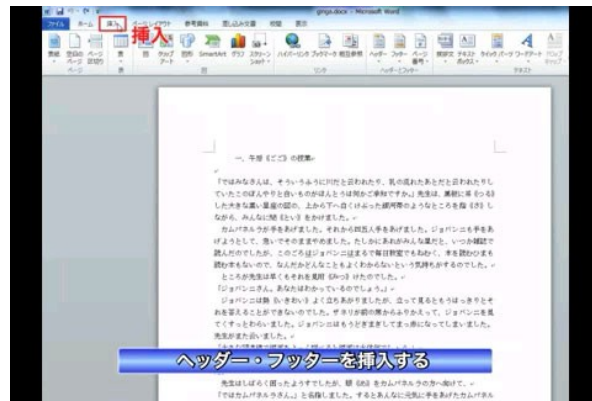 ginga.docx - Microsoft Word
ファイル ホーム 挿入 ページレイアウト 参考資料 差し込み文書 校閲 表示
挿入
表紙 空白のページ ページ区切り 表 図 クリップアート 図形 SmartArt グラフ スクリーンショット ハイパーリンク ブックマーク 相互参照 ヘッダー フッター ページ番号 テキストボックス クイックパーツ ワードアート
ページ 表 図 リンク ヘッダーとフッター テキスト
一、午后《ごご》の授業
「ではみなさんは、そういうふうに川だと云われたり、乳の流れたあとだと云われたりし
ていたこのぼんやりと白いものがほんとうは何かご承知ですか。」先生は、黒板に吊《つる》
した大きな黒い星座の図の、上から下へ白くけぶった銀河帯のようなところを指《さ》し
ながら、みんなに問《とい》をかけました。
カムパネルラが手をあげました。それから四五人手をあげました。ジョバンニも手をあ
げようとして、急いでそのままやめました。たしかにあれがみんな星だと、いつか雑誌で
読んだのでしたが、このごろはジョバンニはまるで毎日教室でもねむく、本を読むひまも
読む本もないので、なんだかどんなこともよくわからないという気持ちがするのでした。
ところが先生は早くもそれを見附《みつ》けたのでした。
「ジョバンニさん。あなたはわかっているのでしょう。」
ジョバンニは勢《いきおい》よく立ちあがりましたが、立って見るともうはっきりとそ
れを答えることができないのでした。ザネリが前の席からふりかえって、ジョバンニを見
てくすっとわらいました。ジョバンニはもうどぎまぎしてまっ赤になってしまいました。
先生がまた云いました。
ヘッダー・フッターを挿入する
先生はしばらく困ったようすでしたが、眼《め》をカムパネルラの方へ向けて、
「ではカムパネルラさん。」と名指しました。するとあんなに元気に手をあげたカムパネル